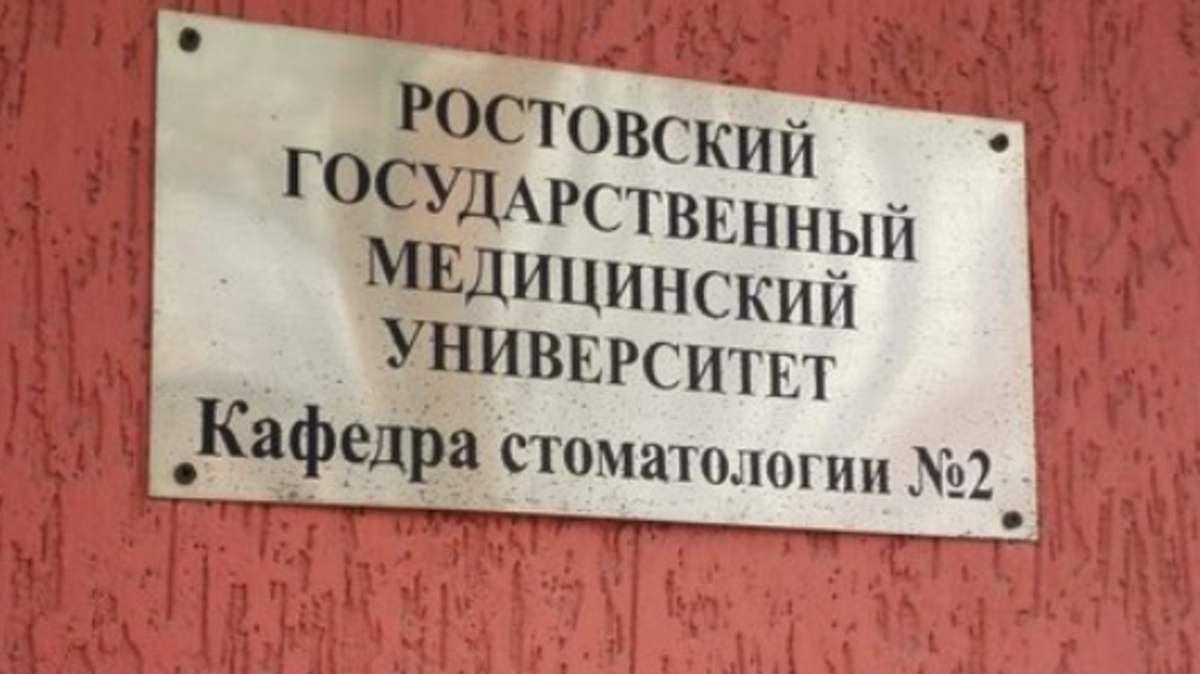 РОСТОВСКИЙ
ГОСУДАРСТВЕННЫЙ
МЕДИЦИНСКИЙ
УНИВЕРСИТЕТ
Кафедра стоматологии №2